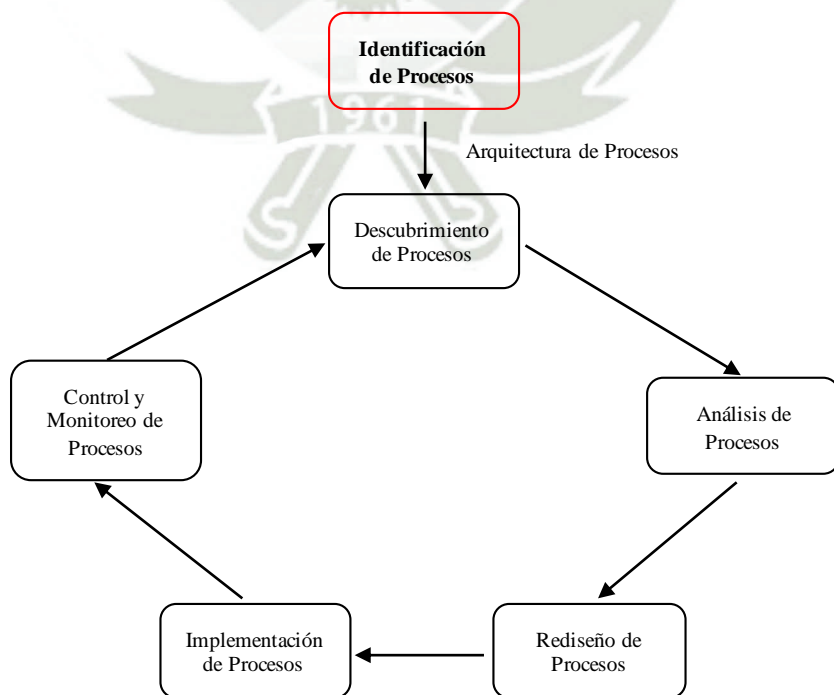 Identificación
de Procesos
1961
Arquitectura de Procesos
Descubrimiento
de Procesos
Control y
Monitoreo de
Procesos
Análisis de
Procesos
Implementación
de Procesos
Rediseño de
Procesos